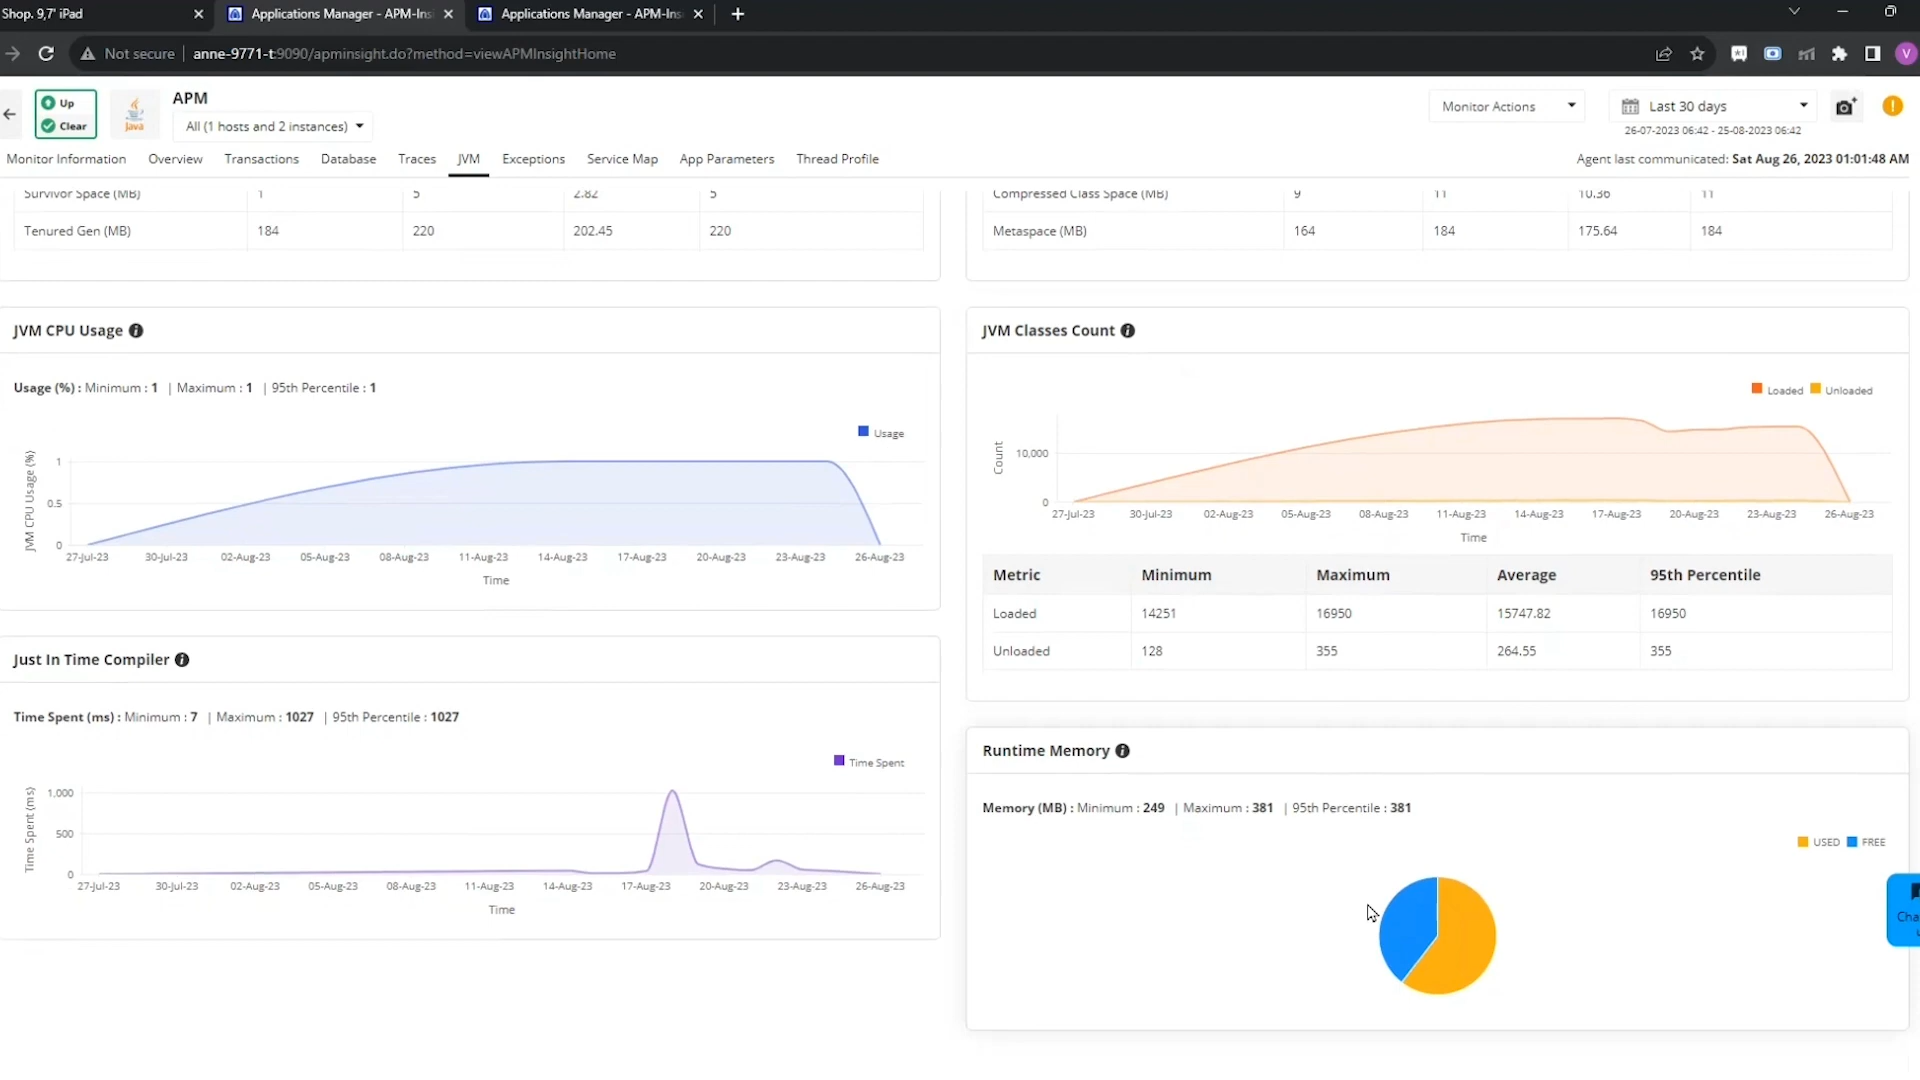 Shop. 9,7' iPad
Applications Manager - APM-Ins
Applications Manager - APM-Ins
Not secure
anne-9771-t:9090/apminsight.do?method=viewAPMInsightHome
V
Up
Clear
Java
APM
All (1 hosts and 2 instances)
Monitor Actions
Last 30 days
26-07-2023 06:42 - 25-08-2023 06:42
Monitor Information Overview Transactions Database Traces JVM Exceptions Service Map App Parameters Thread Profile
Agent last communicated: Sat Aug 26, 2023 01:01:48 AM
Survivor Space (MB) 1 5 2.82 5
Tenured Gen (MB) 184 220 202.45 220
Compressed Class Space (MB) 9 11 10.36 11
Metaspace (MB) 164 184 175.64 184
JVM CPU Usage
Usage (%) : Minimum : 1 | Maximum : 1 | 95th Percentile : 1
Usage
JVM CPU Usage (%)
1
0.5
0
27-Jul-23 30-Jul-23 02-Aug-23 05-Aug-23 08-Aug-23 11-Aug-23 14-Aug-23 17-Aug-23 20-Aug-23 23-Aug-23 26-Aug-23
Time
JVM Classes Count
Loaded Unloaded
Count
10,000
0
27-Jul-23 30-Jul-23 02-Aug-23 05-Aug-23 08-Aug-23 11-Aug-23 14-Aug-23 17-Aug-23 20-Aug-23 23-Aug-23 26-Aug-23
Time
Metric Minimum Maximum Average 95th Percentile
Loaded 14251 16950 15747.82 16950
Unloaded 128 355 264.55 355
Just In Time Compiler
Time Spent (ms) : Minimum : 7 | Maximum : 1027 | 95th Percentile : 1027
Time Spent
Time Spent (ms)
1,000
500
0
27-Jul-23 30-Jul-23 02-Aug-23 05-Aug-23 08-Aug-23 11-Aug-23 14-Aug-23 17-Aug-23 20-Aug-23 23-Aug-23 26-Aug-23
Time
Runtime Memory
Memory (MB) : Minimum : 249 | Maximum : 381 | 95th Percentile : 381
USED FREE
Cha